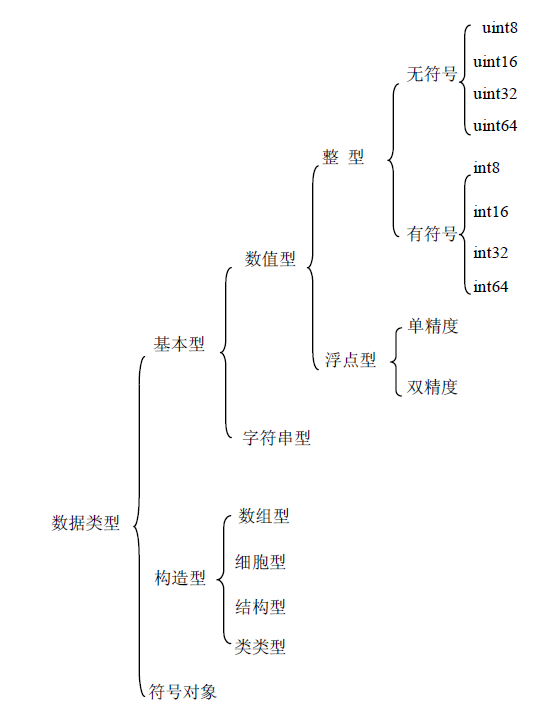 uint8
无符号
uint16
uint32
uint64
整 型
int8
有符号
int16
int32
int64
数值型
单精度
浮点型
双精度
基本型
字符串型
数据类型
数组型
构造型
细胞型
结构型
类类型
符号对象